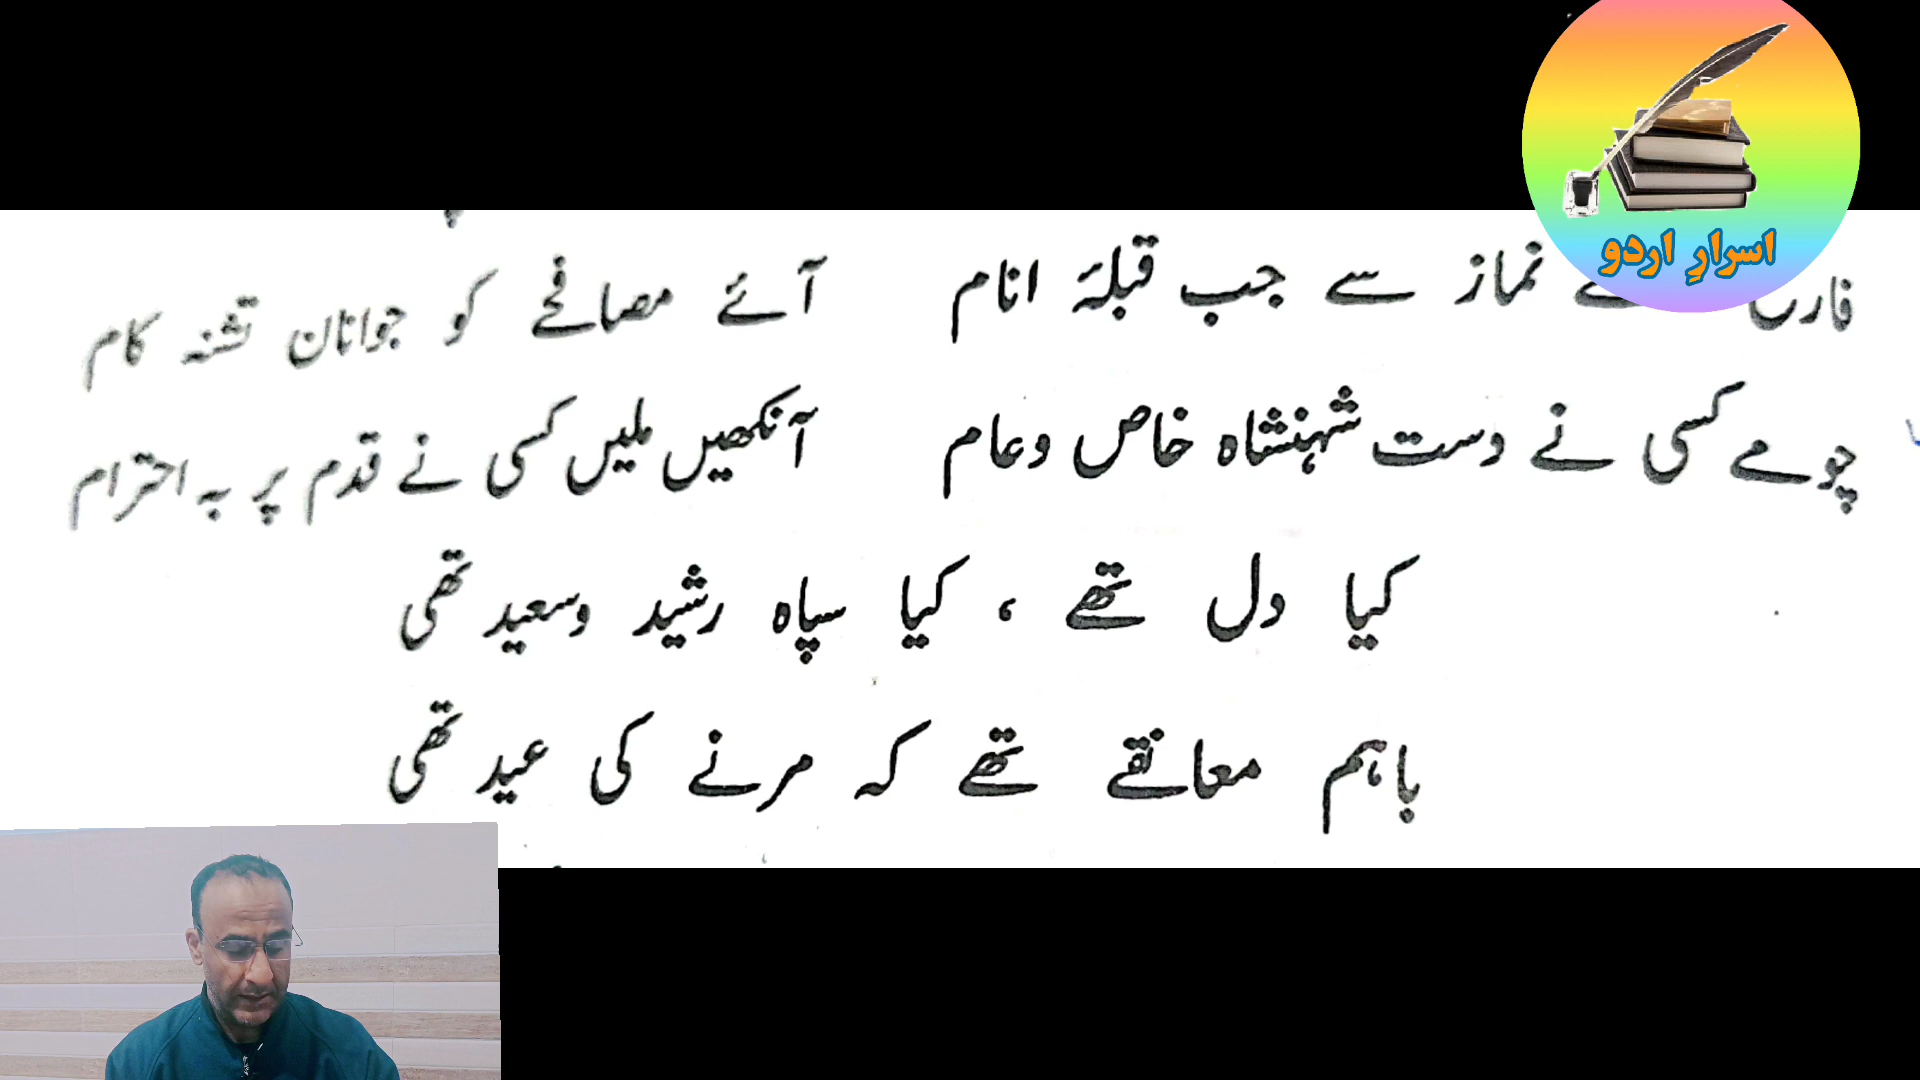 اسرارِ اردو
نماز سے جب قبلۂ انام آئے مصافحے کو جوانان تشنہ کام
چومے کسی نے دست شہنشاہ خاص وعام آنکھیں ملیں کسی نے قدم پر بہ احترام
کیا دل تھے ، کیا سپاہ رشید وسعید تھی
باہم معانقے تھے کہ مرنے کی عید تھی